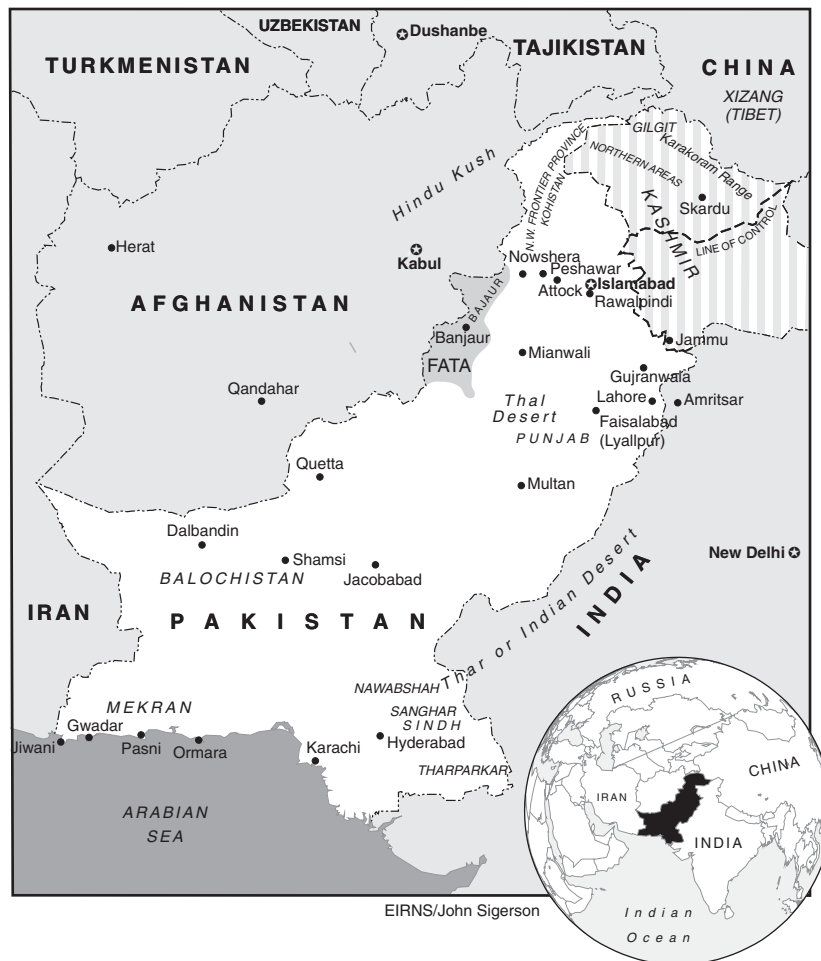 UZBEKISTAN
Dushanbe
TURKMENISTAN
TAJIKISTAN
CHINA
XIZANG
(TIBET)
GILGIT
Karakoram Range
NORTHERN AREAS
N.W. FRONTIER PROVINCE
KOHISTAN
Hindu Kush
Skardu
KASHMIR
LINE OF CONTROL
Herat
Kabul
Nowshera
Peshawar
Islamabad
Attock
Rawalpindi
AFGHANISTAN
BAJAUR
Banjaur
FATA
Jammu
Mianwali
Gujranwala
Qandahar
Thal
Desert
Lahore
Amritsar
PUNJAB
Faisalabad
(Lyallpur)
Quetta
Multan
Dalbandin
Shamsi
Jacobabad
BALOCHISTAN
New Delhi
Thar or Indian Desert
INDIA
IRAN
PAKISTAN
NAWABSHAH
MEKRAN
SANGHAR
SINDH
Gwadar
Jiwani
Pasni
Ormara
Karachi
Hyderabad
THARPARKAR
ARABIAN
SEA
RUSSIA
CHINA
IRAN
INDIA
Indian
Ocean
EIRNS/John Sigerson